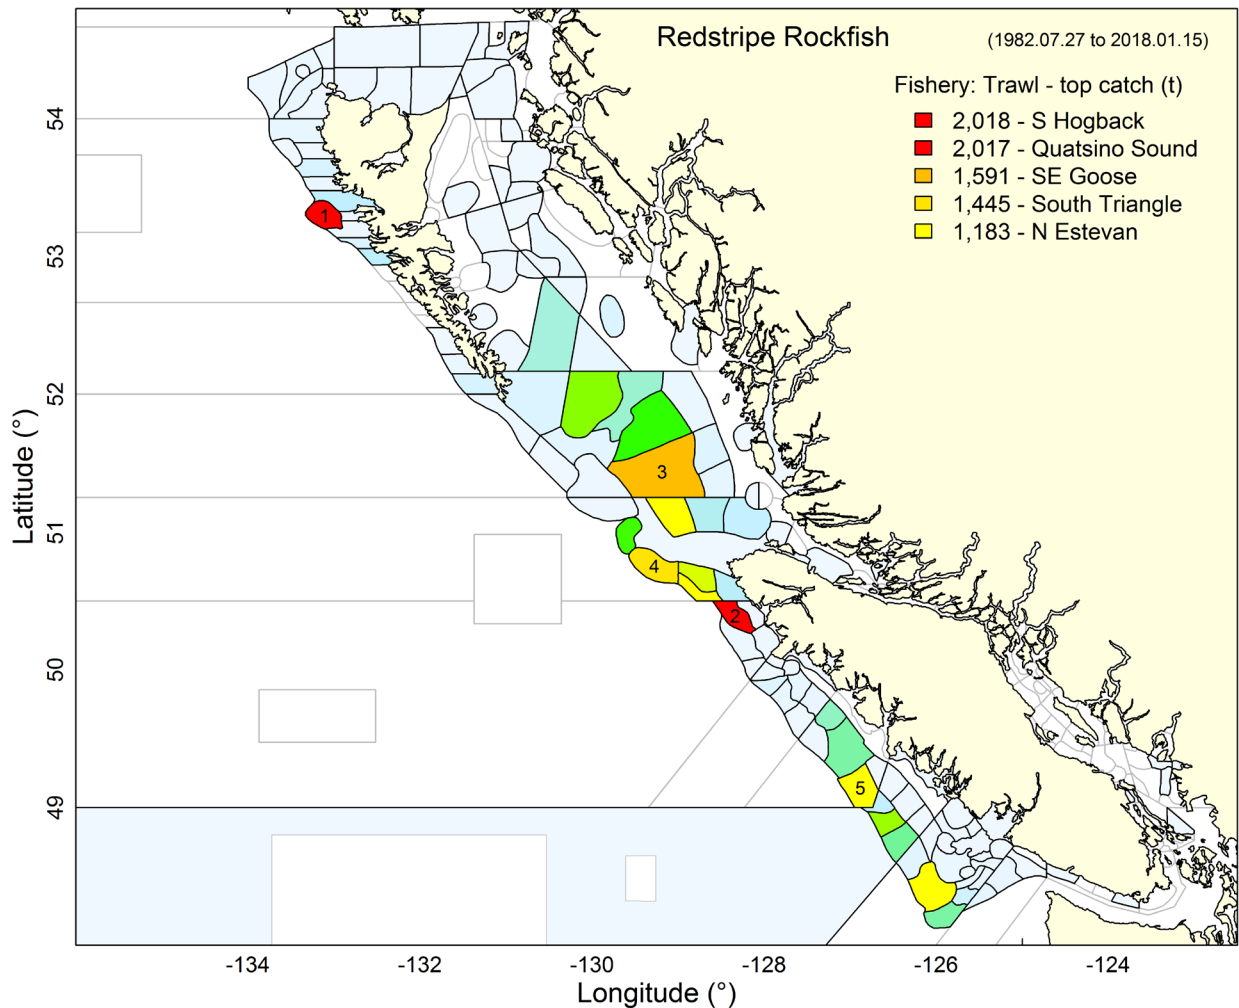 Redstripe Rockfish (1982.07.27 to 2018.01.15)
Fishery: Trawl - top catch (t)
2,018 - S Hogback
2,017 - Quatsino Sound
1,591 - SE Goose
1,445 - South Triangle
1,183 - N Estevan
54
53
52
51
50
49
Latitude (°)
1
3
4
2
5
-134 -132 -130 -128 -126 -124
Longitude (°)